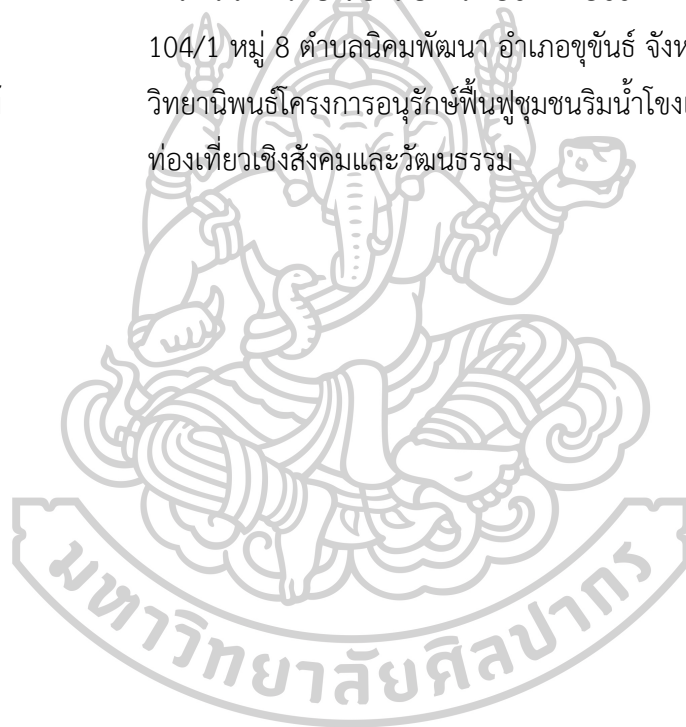 104/1 หมู่ 8 ตำบลนิคมพัฒนา อำเภอขุขันธ์
วิทยานิพนธ์โครงการอนุรักษ์ฟื้นฟูชุมชนริมน้ำโขง
ท่องเที่ยวเชิงสังคมและวัฒนธรรม
มหาวิทยาลัยศิลปากร